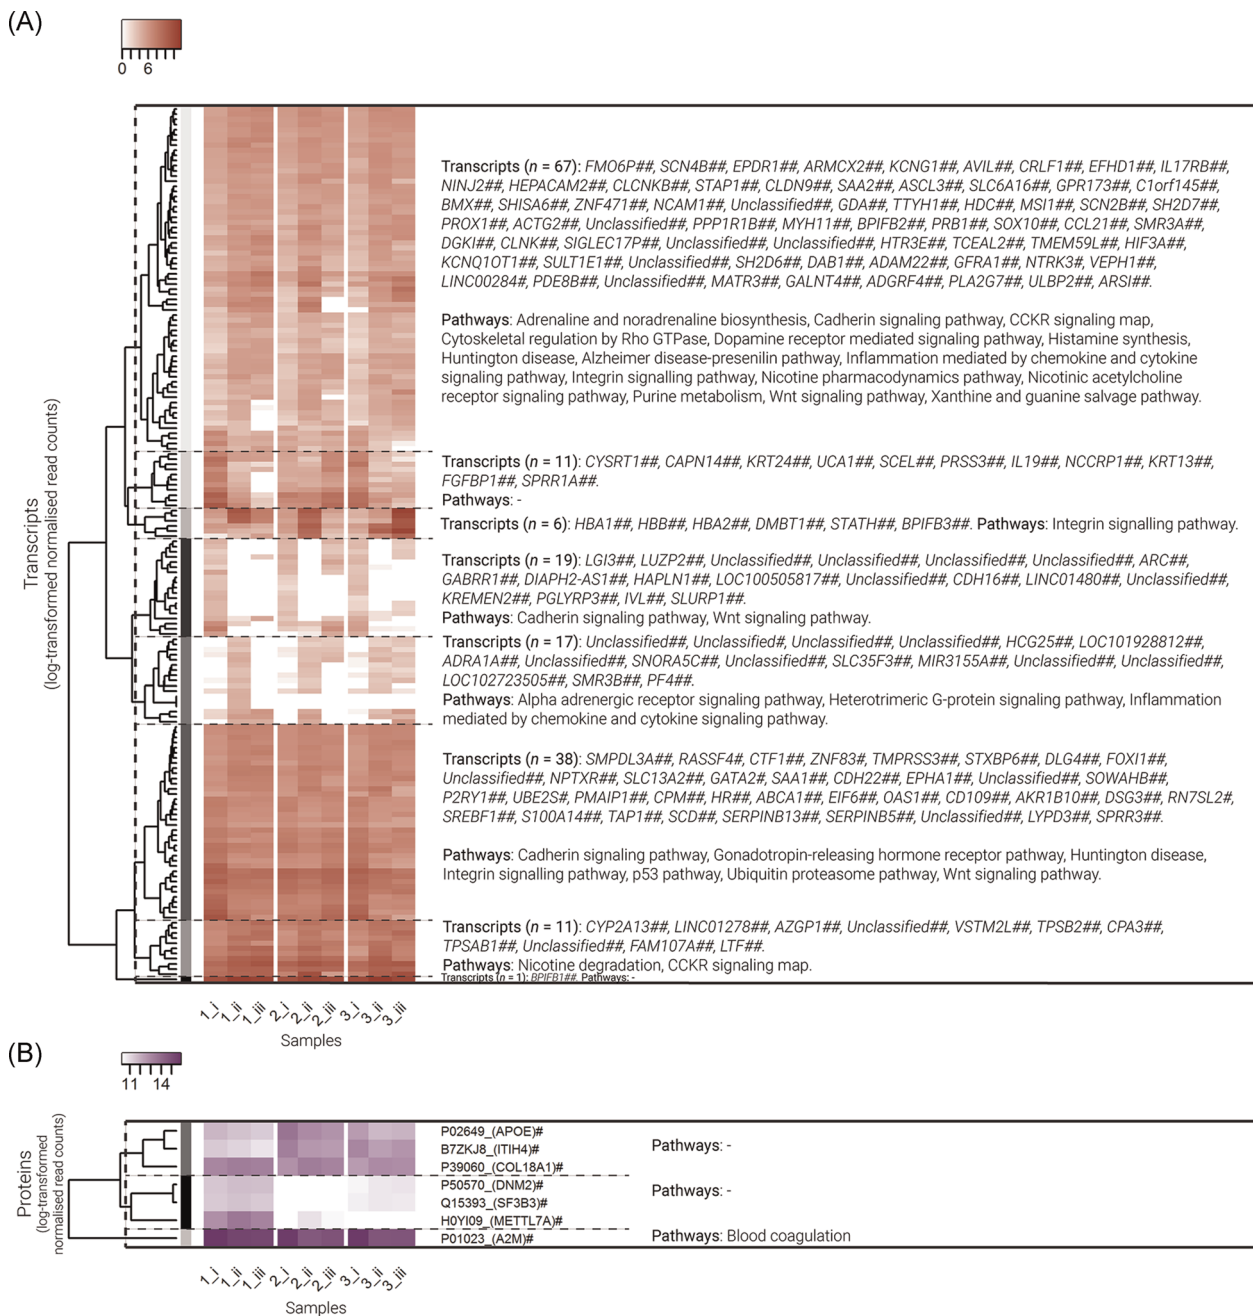 (A)
0 6
Transcripts
(log-transformed normalised read counts)
Transcripts (n = 67): FMO6P##, SCN4B##, EPDR1##, ARMCX2##, KCNG1##, AVIL##, CRLF1##, EFHD1##, IL17RB##,
NINJ2##, HEPACAM2##, CLCNKB##, STAP1##, CLDN9##, SAA2##, ASCL3##, SLC6A16##, GPR173##, C1orf145##,
BMX##, SHISA6##, ZNF471##, NCAM1##, Unclassified##, GDA##, TTYH1##, HDC##, MSI1##, SCN2B##, SH2D7##,
PROX1##, ACTG2##, Unclassified##, PPP1R1B##, MYH11##, BPIFB2##, PRB1##, SOX10##, CCL21##, SMR3A##,
DGKI##, CLNK##, SIGLEC17P##, Unclassified##, Unclassified##, HTR3E##, TCEAL2##, TMEM59L##, HIF3A##,
KCNQ1OT1##, SULT1E1##, Unclassified##, SH2D6##, DAB1##, ADAM22##, GFRA1##, NTRK3#, VEPH1##,
LINC00284#, PDE8B##, Unclassified##, MATR3##, GALNT4##, ADGRF4##, PLA2G7##, ULBP2##, ARSI##.
Pathways: Adrenaline and noradrenaline biosynthesis, Cadherin signaling pathway, CCKR signaling map,
Cytoskeletal regulation by Rho GTPase, Dopamine receptor mediated signaling pathway, Histamine synthesis,
Huntington disease, Alzheimer disease-presenilin pathway, Inflammation mediated by chemokine and cytokine
signaling pathway, Integrin signalling pathway, Nicotine pharmacodynamics pathway, Nicotinic acetylcholine
receptor signaling pathway, Purine metabolism, Wnt signaling pathway, Xanthine and guanine salvage pathway.
Transcripts (n = 11): CYSRT1##, CAPN14##, KRT24##, UCA1##, SCEL##, PRSS3##, IL19##, NCCRP1##, KRT13##,
FGFBP1##, SPRR1A##.
Pathways: -
Transcripts (n = 6): HBA1##, HBB##, HBA2##, DMBT1##, STATH##, BPIFB3##. Pathways: Integrin signalling pathway.
Transcripts (n = 19): LGI3##, LUZP2##, Unclassified##, Unclassified##, Unclassified##, Unclassified##, ARC##,
GABRR1##, DIAPH2-AS1##, HAPLN1##, LOC100505817##, Unclassified##, CDH16##, LINC01480##, Unclassified##,
KREMEN2##, PGLYRP3##, IVL##, SLURP1##.
Pathways: Cadherin signaling pathway, Wnt signaling pathway.
Transcripts (n = 17): Unclassified##, Unclassified#, Unclassified##, Unclassified##, HCG25##, LOC101928812##,
ADRA1A##, Unclassified##, SNORA5C##, Unclassified##, SLC35F3##, MIR3155A##, Unclassified##, Unclassified##,
LOC102723505##, SMR3B##, PF4##.
Pathways: Alpha adrenergic receptor signaling pathway, Heterotrimeric G-protein signaling pathway, Inflammation
mediated by chemokine and cytokine signaling pathway.
Transcripts (n = 38): SMPDL3A##, RASSF4#, CTF1##, ZNF83#, TMPRSS3##, STXBP6##, DLG4##, FOXI1##,
Unclassified##, NPTXR##, SLC13A2##, GATA2#, SAA1##, CDH22##, EPHA1##, Unclassified##, SOWAHB##,
P2RY1##, UBE2S#, PMAIP1##, CPM##, HR##, ABCA1##, EIF6##, OAS1##, CD109##, AKR1B10##, DSG3##, RN7SL2#,
SREBF1##, S100A14##, TAP1##, SCD##, SERPINB13##, SERPINB5##, Unclassified##, LYPD3##, SPRR3##.
Pathways: Cadherin signaling pathway, Gonadotropin-releasing hormone receptor pathway, Huntington disease,
Integrin signalling pathway, p53 pathway, Ubiquitin proteasome pathway, Wnt signaling pathway.
Transcripts (n = 11): CYP2A13##, LINC01278##, AZGP1##, Unclassified##, VSTM2L##, TPSB2##, CPA3##,
TPSAB1##, Unclassified##, FAM107A##, LTF##.
Pathways: Nicotine degradation, CCKR signaling map.
Transcripts (n = 1): BPIFB1##. Pathways: -
1_i 1_ii 1_iii 2_i 2_ii 2_iii 3_i 3_ii 3_iii
Samples
(B)
11 14
Proteins
(log-transformed
normalised read counts)
P02649_(APOE)#
B7ZKJ8_(ITIH4)#
Pathways: -
P39060_(COL18A1)#
P50570_(DNM2)#
Q15393_(SF3B3)#
Pathways: -
H0YI09_(METTL7A)#
P01023_(A2M)#
Pathways: Blood coagulation
1_i 1_ii 1_iii 2_i 2_ii 2_iii 3_i 3_ii 3_iii
Samples